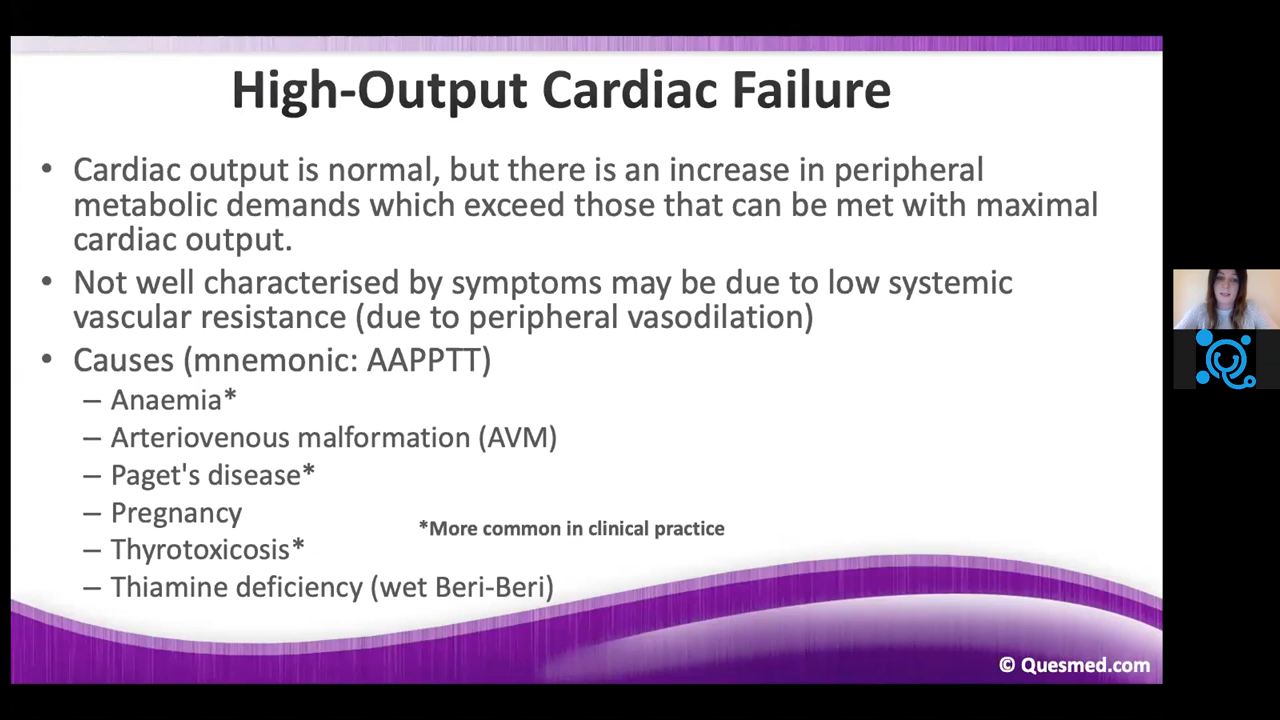 High-Output Cardiac Failure
• Cardiac output is normal, but there is an increase in peripheral
metabolic demands which exceed those that can be met with maximal
cardiac output.
• Not well characterised by symptoms may be due to low systemic
vascular resistance (due to peripheral vasodilation)
• Causes (mnemonic: AAPPTT)
– Anaemia*
– Arteriovenous malformation (AVM)
– Paget's disease*
– Pregnancy
*More common in clinical practice
– Thyrotoxicosis*
– Thiamine deficiency (wet Beri-Beri)
© Quesmed.com